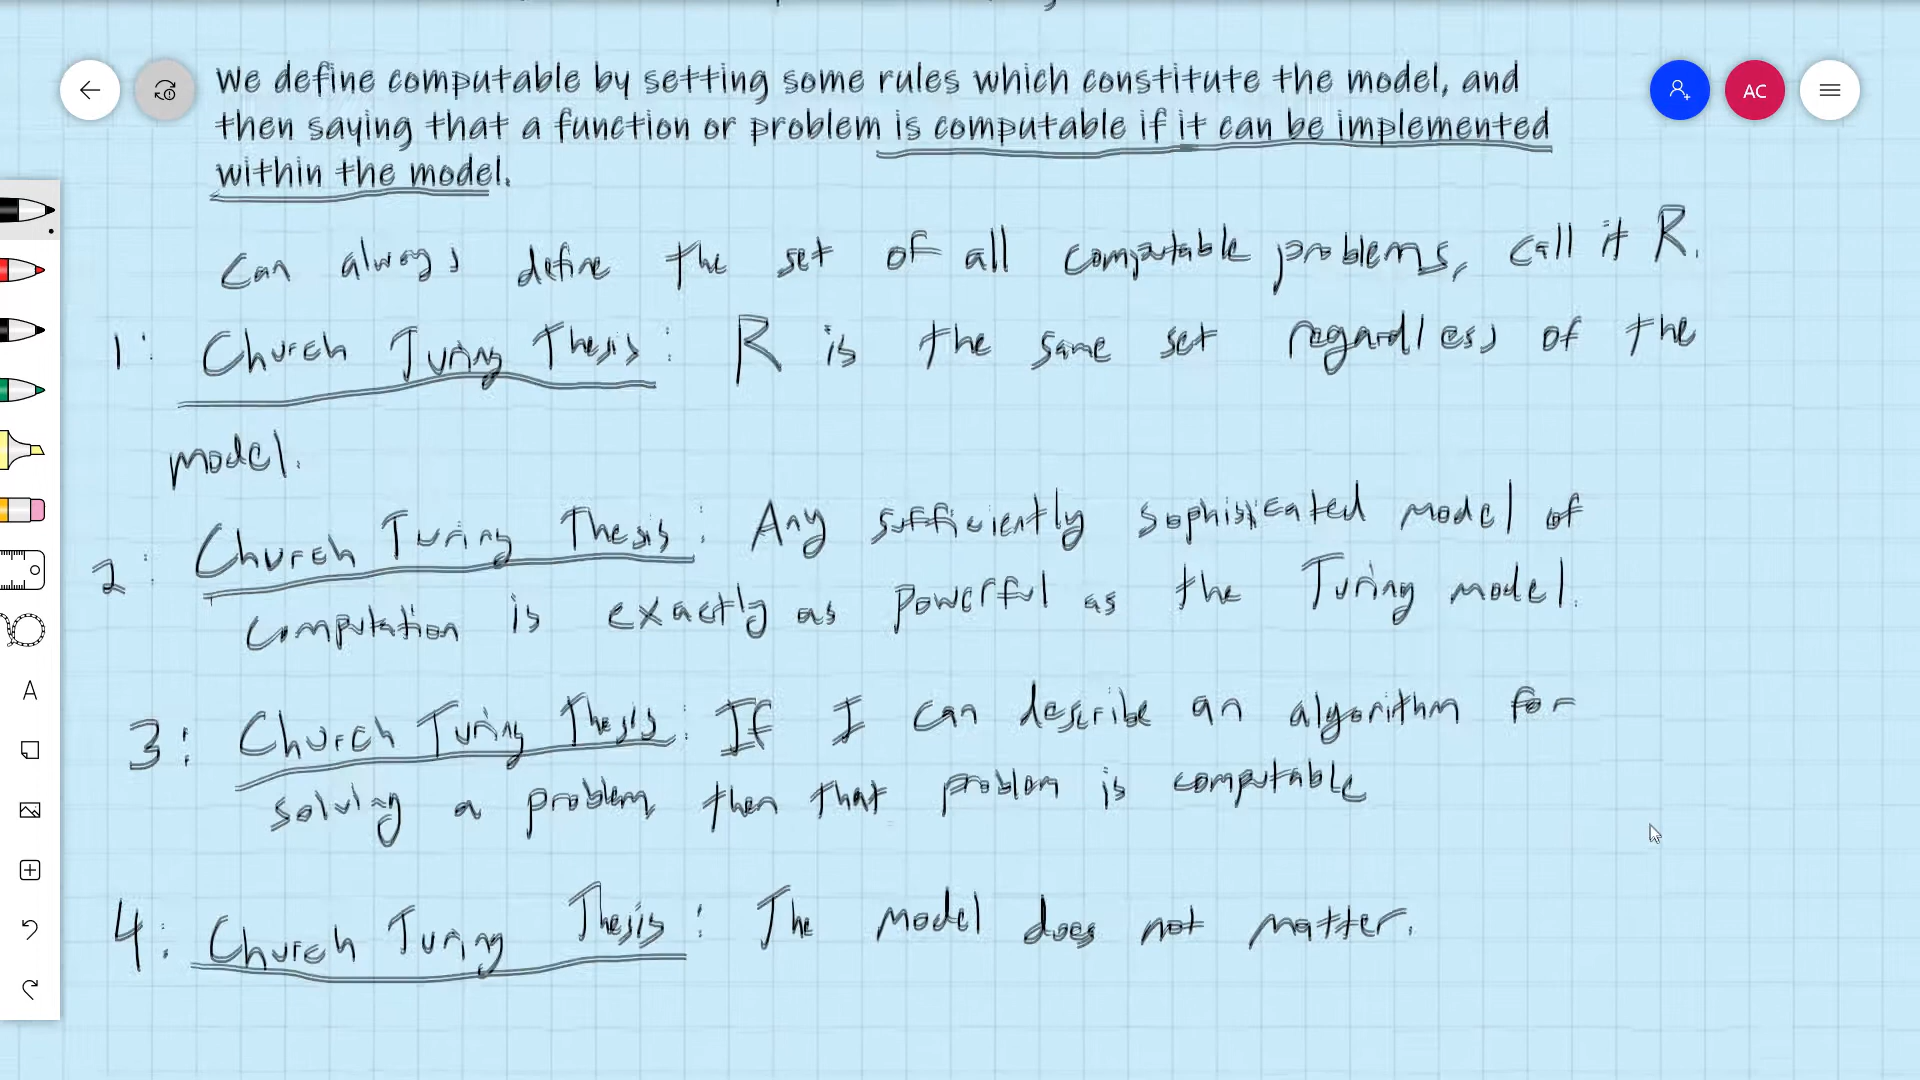 We define computable by setting some rules which constitute the model, and
then saying that a function or problem is computable if it can be implemented
within the model.
Can always define the set of all computable problems, call it R.
1: Church Turing Thesis: R is the same set regardless of the
model.
2: Church Turing Thesis: Any sufficiently sophisticated model of
computation is exactly as powerful as the Turing model.
3: Church Turing Thesis: If I can describe an algorithm for
solving a problem then that problem is computable
4: Church Turing Thesis: The model does not matter.
AC
A